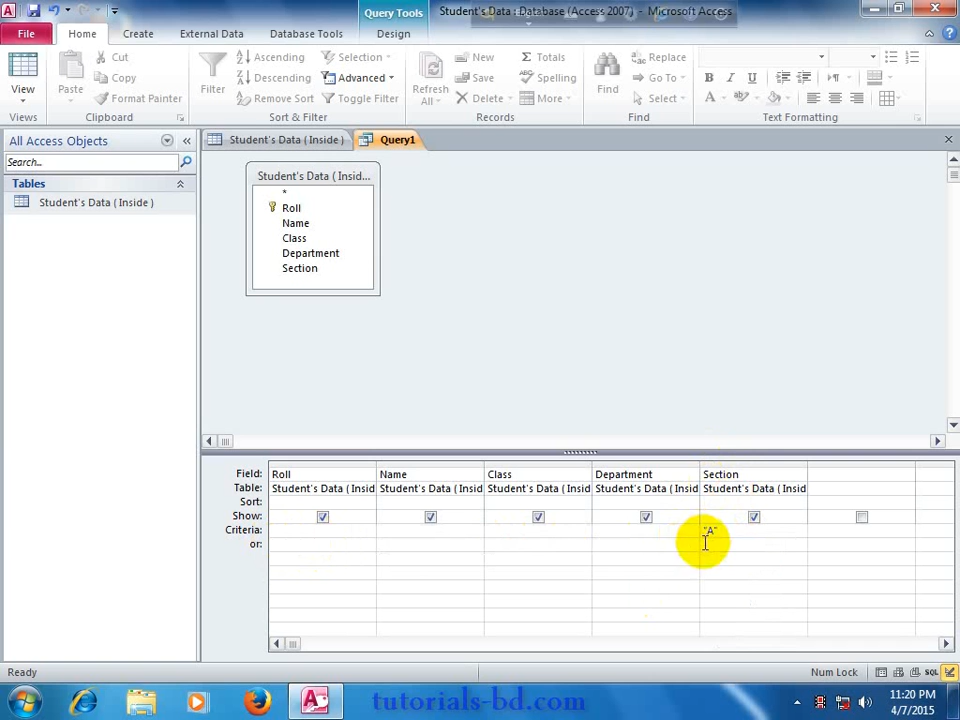 Query Tools
Student's Data : Database (Access 2007) - Microsoft Access
File Home Create External Data Database Tools Design
View
Views
Paste
Cut
Copy
Format Painter
Clipboard
Filter
Ascending
Descending
Remove Sort
Selection
Advanced
Toggle Filter
Sort & Filter
Refresh
All
New
Save
Delete
Totals
Spelling
More
Records
Find
Replace
Go To
Select
Find
B I U
A ab
A
Text Formatting
All Access Objects
Student's Data ( Inside ) Query1
Search..
Tables
Student's Data ( Inside )
Student's Data ( Insid...
*
Roll
Name
Class
Department
Section
Field: Roll Name Class Department Section
Table: Student's Data ( Insid Student's Data ( Insid Student's Data ( Insid Student's Data ( Insid Student's Data ( Insid
Sort:
Show:
Criteria: "A"
or:
Ready Num Lock SQL
tutorials-bd.com
11:20 PM
4/7/2015